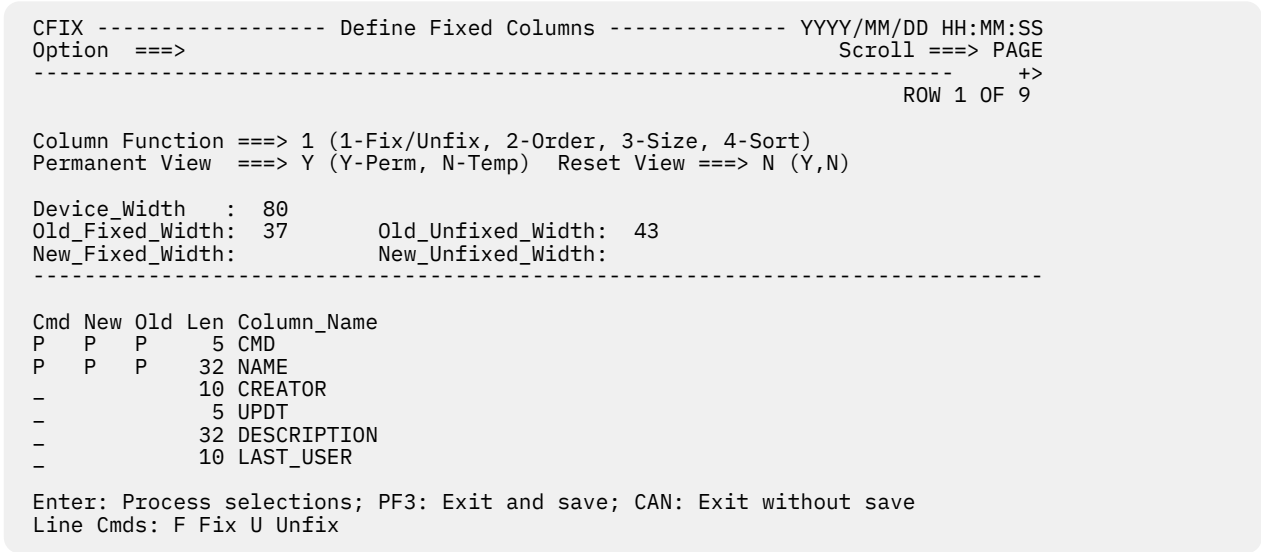 CFIX ------------------ Define Fixed Columns -------------- YYYY/MM/DD HH:MM:SS
Option  ===>                                                   Scroll ===> PAGE
------------------------------------------------------------------------     +>
                                                                    ROW 1 OF 9
Column Function ===> 1 (1-Fix/Unfix, 2-Order, 3-Size, 4-Sort)
Permanent View  ===> Y (Y-Perm, N-Temp)  Reset View ===> N (Y,N)
Device_Width   :  80
Old_Fixed_Width:  37       Old_Unfixed_Width:  43
New_Fixed_Width:           New_Unfixed_Width:
-------------------------------------------------------------------------------
Cmd New Old Len Column_Name
P   P   P     5 CMD
P   P   P    32 NAME
_            10 CREATOR
_             5 UPDT
_            32 DESCRIPTION
_            10 LAST_USER
Enter: Process selections; PF3: Exit and save; CAN: Exit without save
Line Cmds: F Fix U Unfix